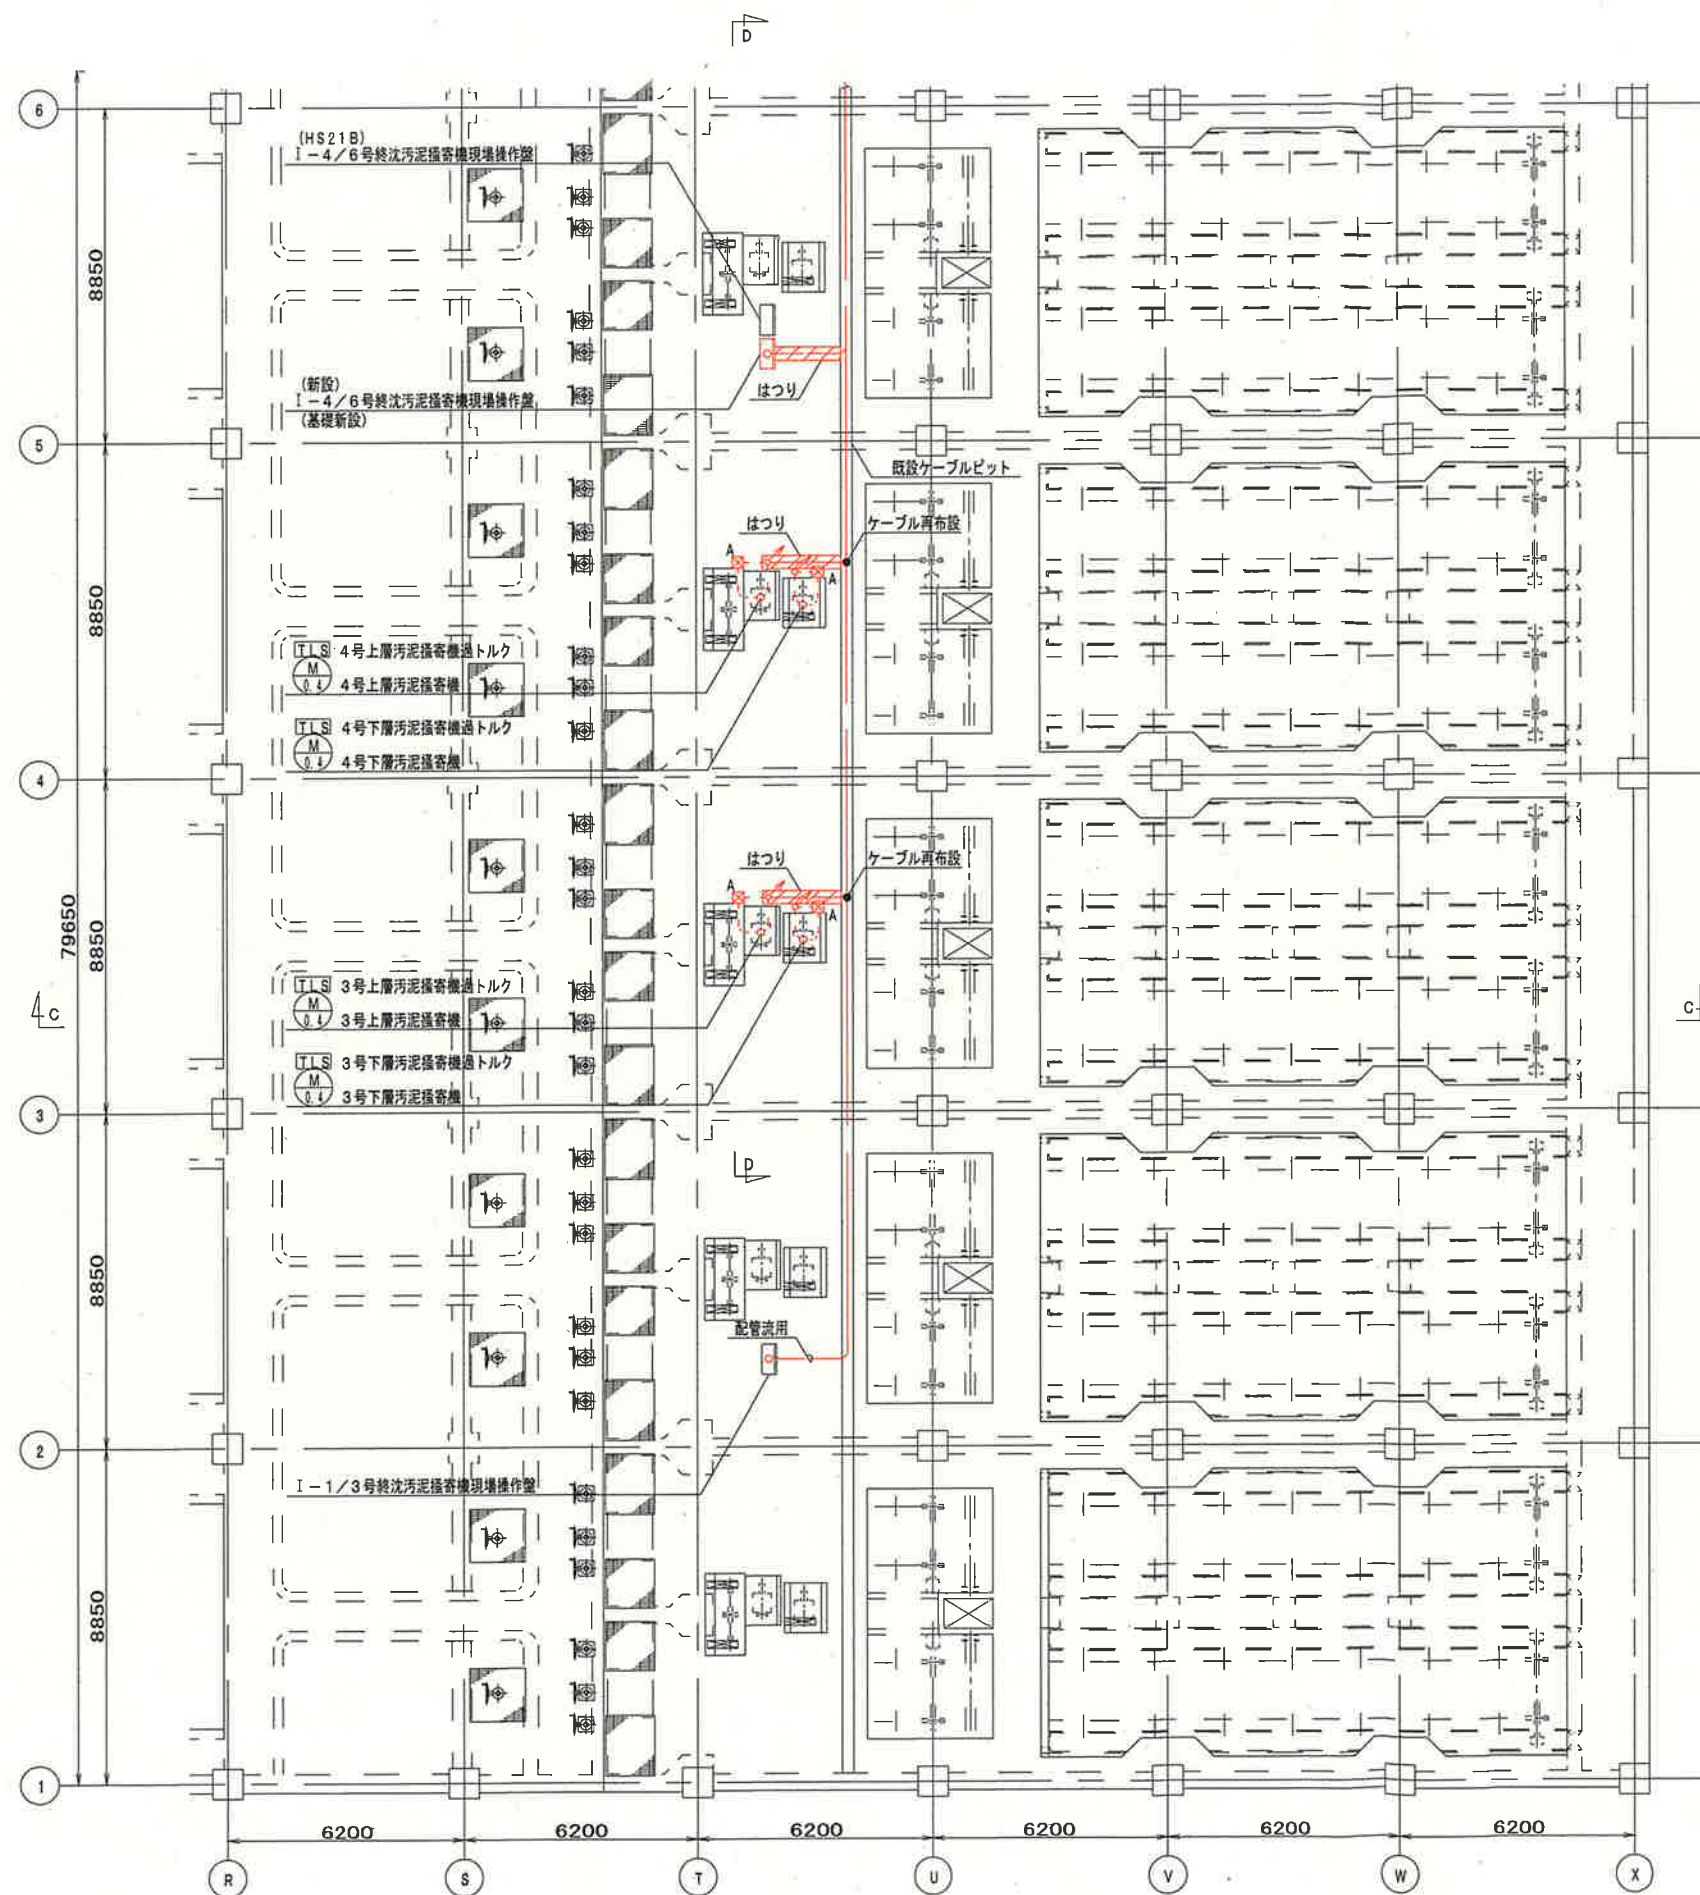 D
6
(HS21B)
I-4/6号終沈汚泥掻寄機現場操作盤
8850
はつり
(新設)
I-4/6号終沈汚泥掻寄機現場操作盤
(基礎新設)
5
既設ケーブルピット
はつり
ケーブル再布設
A
A
8850
TLS 4号上層汚泥掻寄機過トルク
M
0.4 4号上層汚泥掻寄機
TLS 4号下層汚泥掻寄機過トルク
M
0.4 4号下層汚泥掻寄機
4
はつり
ケーブル再布設
A
A
79650
8850
TLS 3号上層汚泥掻寄機過トルク
M
0.4 3号上層汚泥掻寄機
C
C
TLS 3号下層汚泥掻寄機過トルク
M
0.4 3号下層汚泥掻寄機
3
D
8850
配管流用
2
I-1/3号終沈汚泥掻寄機現場操作盤
8850
1
6200
6200
6200
6200
6200
6200
R
S
T
U
V
W
X